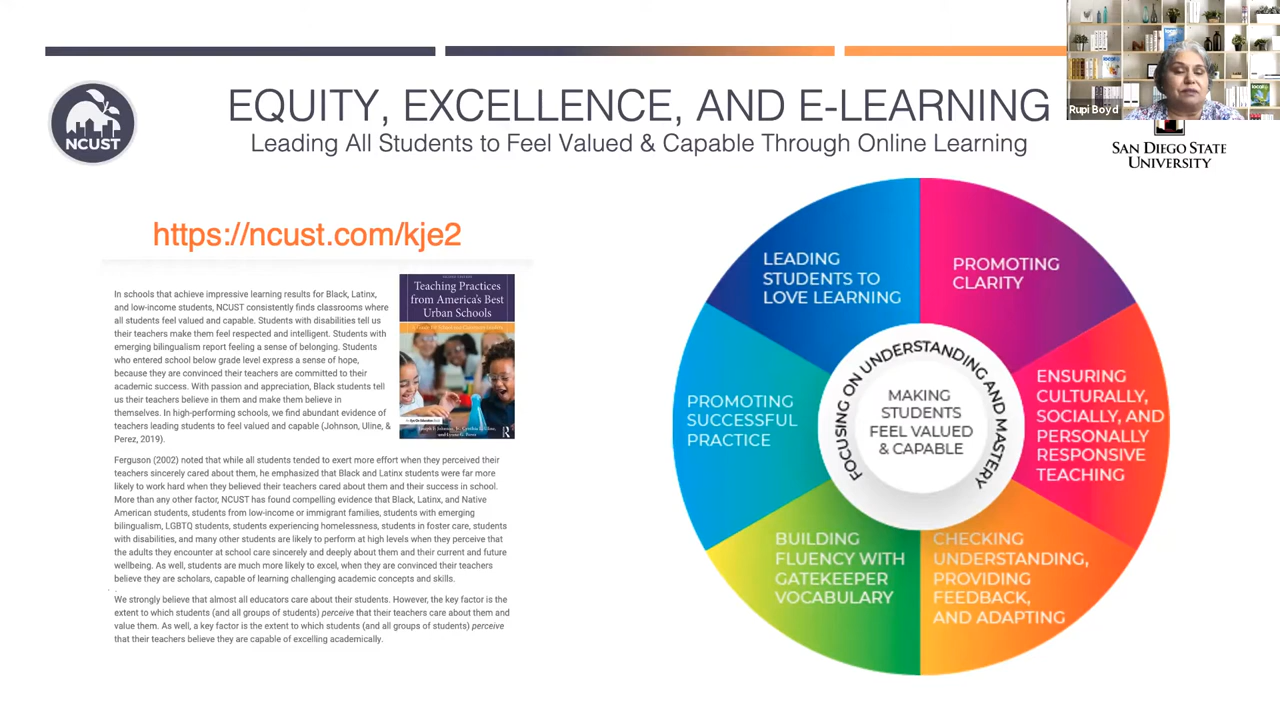 EQUITY, EXCELLENCE, AND E-LEARNING
Leading All Students to Feel Valued & Capable Through Online Learning
NCUST
Rupi Boyd
SAN DIEGO STATE
UNIVERSITY
https://ncust.com/kje2
In schools that achieve impressive learning results for Black, Latinx,
and low-income students, NCUST consistently finds classrooms where
all students feel valued and capable. Students with disabilities tell us
their teachers make them feel respected and intelligent. Students with
emerging bilingualism report feeling a sense of belonging. Students
who entered school below grade level express a sense of hope,
because they are convinced their teachers are committed to their
academic success. With passion and appreciation, Black students tell
us their teachers believe in them and make them believe in
themselves. In high-performing schools, we find abundant evidence of
teachers leading students to feel valued and capable (Johnson, Uline, &
Perez, 2019).
Teaching Practices
from America's Best
Urban Schools
Ferguson (2002) noted that while all students tended to exert more effort when they perceived their
teachers sincerely cared about them, he emphasized that Black and Latinx students were far more
likely to work hard when they believed their teachers cared about them and their success in school.
More than any other factor, NCUST has found compelling evidence that Black, Latinx, and Native
American students, students from low-income or immigrant families, students with emerging
bilingualism, LGBTQ students, students experiencing homelessness, students in foster care, students
with disabilities, and many other students are likely to perform at high levels when they perceive that
the adults they encounter at school care sincerely and deeply about them and their current and future
wellbeing. As well, students are much more likely to excel, when they are convinced their teachers
believe they are scholars, capable of learning challenging academic concepts and skills.
We strongly believe that almost all educators care about their students. However, the key factor is the
extent to which students (and all groups of students) perceive that their teachers care about them and
value them. As well, a key factor is the extent to which students (and all groups of students) perceive
that their teachers believe they are capable of excelling academically.
LEADING
STUDENTS TO
LOVE LEARNING
PROMOTING
CLARITY
ENSURING
CULTURALLY,
SOCIALLY, AND
PERSONALLY
RESPONSIVE
TEACHING
CHECKING
UNDERSTANDING,
PROVIDING
FEEDBACK,
AND ADAPTING
BUILDING
FLUENCY WITH
GATEKEEPER
VOCABULARY
PROMOTING
SUCCESSFUL
PRACTICE
FOCUSING ON UNDERSTANDING AND MASTERY
MAKING
STUDENTS
FEEL VALUED
& CAPABLE